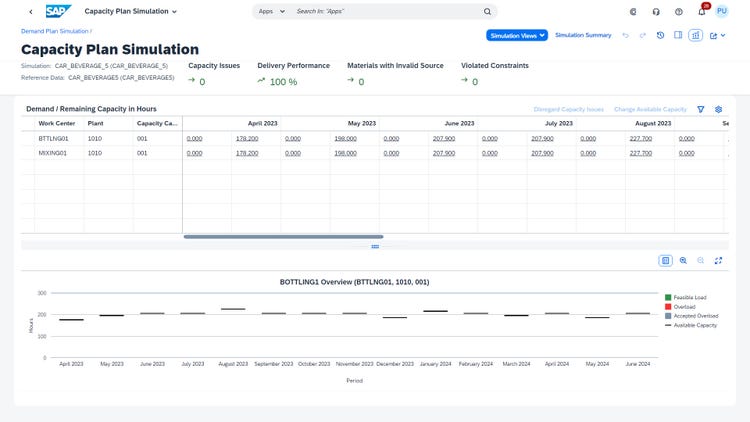 SAP
Capacity Plan Simulation
Apps
Search In: "Apps"
PU
Demand Plan Simulation /
Capacity Plan Simulation
Simulation Views
Simulation Summary
Simulation: CAR_BEVERAGE_5 (CAR_BEVERAGE_5)
Reference Data: CAR_BEVERAGE5 (CAR_BEVERAGE5)
Capacity Issues
0
Delivery Performance
100 %
Materials with Invalid Source
0
Violated Constraints
0
Demand / Remaining Capacity in Hours
Disregard Capacity Issues
Change Available Capacity
Work Center Plant Capacity Ca... April 2023 May 2023 June 2023 July 2023 August 2023 Se
BTTLNG01 1010 001 0.000 178.200 0.000 198.000 0.000 207.900 0.000 207.900 0.000 227.700 0.000
MIXING01 1010 001 0.000 178.200 0.000 198.000 0.000 207.900 0.000 207.900 0.000 227.700 0.000
BOTTLING1 Overview (BTTLNG01, 1010, 001)
Hours
300
200
100
0
April 2023 May 2023 June 2023 July 2023 August 2023 September 2023 October 2023 November 2023 December 2023 January 2024 February 2024 March 2024 April 2024 May 2024 June 2024
Period
Feasible Load
Overload
Accepted Overload
Available Capacity